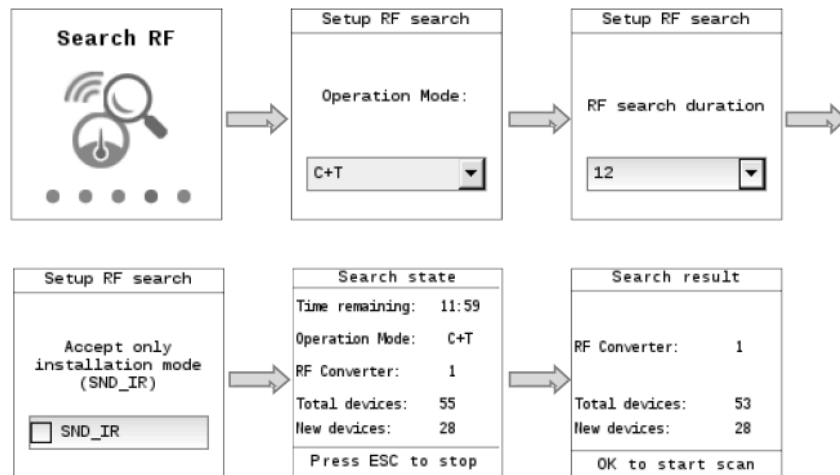 Search RF
Setup RF search
Operation Mode:
C+T
Setup RF search
RF search duration
12
Setup RF search
Accept only
installation mode
(SND_IR)
SND_IR
Search state
Time remaining: 11:59
Operation Mode: C+T
RF Converter: 1
Total devices: 55
New devices: 28
Press ESC to stop
Search result
RF Converter: 1
Total devices: 53
New devices: 28
OK to start scan